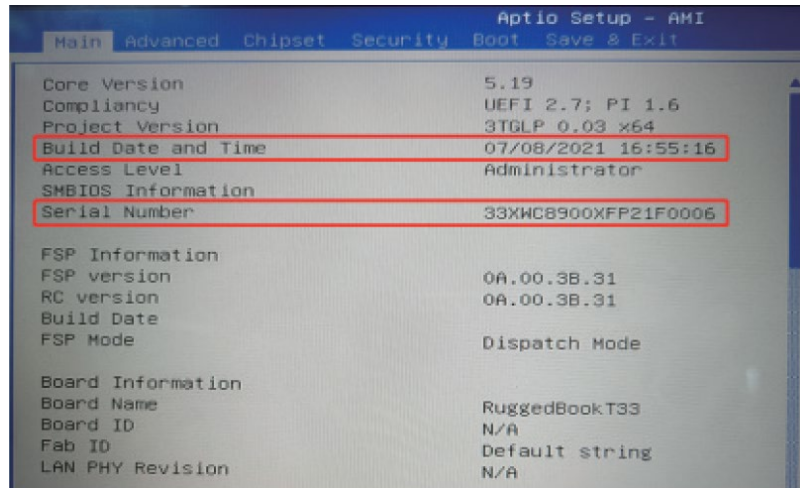 Aptio Setup - AMI
Main Advanced Chipset Security Boot Save & Exit
Core Version 5.19
Compliancy UEFI 2.7; PI 1.6
Project Version 3TGLP 0.03 x64
Build Date and Time 07/08/2021 16:55:16
Access Level Administrator
SMBIOS Information
Serial Number 33XWC8900XFP21F0006
FSP Information
FSP version 0A.00.3B.31
RC version 0A.00.3B.31
Build Date
FSP Mode Dispatch Mode
Board Information
Board Name RuggedBookT33
Board ID N/A
Fab ID Default string
LAN PHY Revision N/A